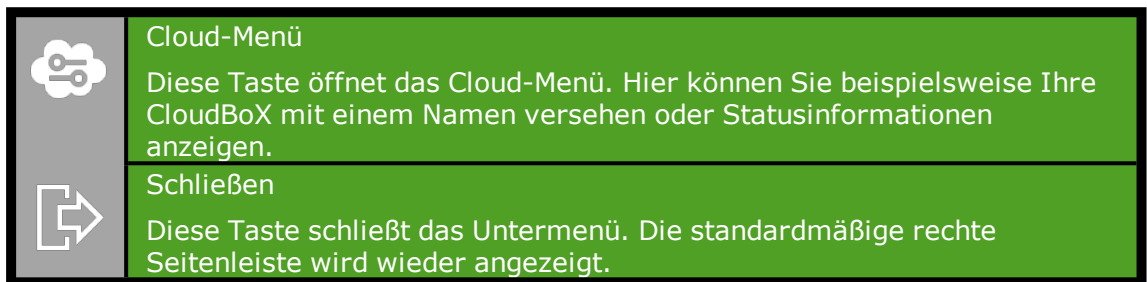 Cloud-Menü
Diese Taste öffnet das Cloud-Menü. Hier können Sie beispielsweise Ihre
CloudBoX mit einem Namen versehen oder Statusinformationen
anzeigen.
Schließen
Diese Taste schließt das Untermenü. Die standardmäßige rechte
Seitenleiste wird wieder angezeigt.